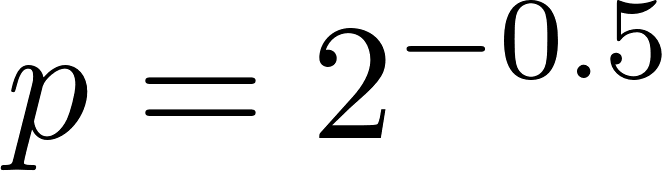 p = 2^{-0.5}